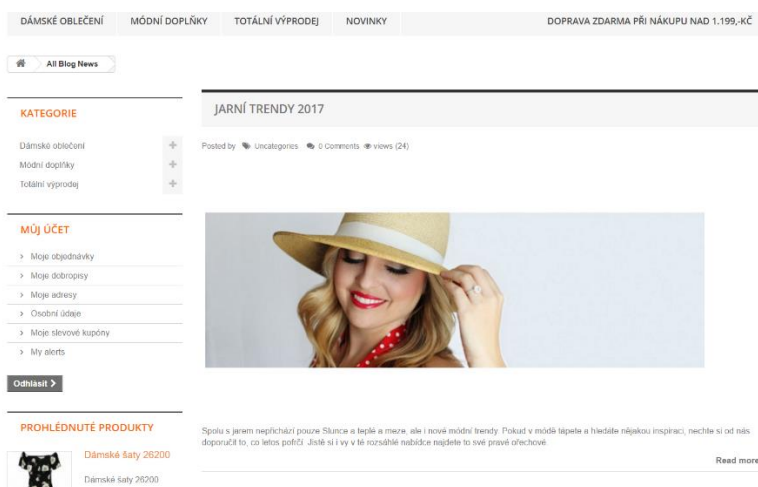 DÁMSKÉ OBLEČENÍ MÓDNÍ DOPLŇKY TOTÁLNÍ VÝPRODEJ NOVINKY DOPRAVA ZDARMA PŘI NÁKUPU NAD 1.199,-KČ
All Blog News
KATEGORIE
Dámské oblečení
Módní doplňky
Totální výprodej
MŮJ ÚČET
Moje objednávky
Moje dobropisy
Moje adresy
Osobní údaje
Moje slevové kupóny
My alerts
Odhlásit
PROHLÉDNUTÉ PRODUKTY
Dámské šaty 26200
Dámské šaty 26200
JARNÍ TRENDY 2017
Posted by Uncategories 0 Comments views (24)
Spolu s jarem nepřichází pouze Slunce a teplé a meze, ale i nové módní trendy. Pokud v módě tápete a hledáte nějakou inspiraci, nechte si od nás
doporučit to, co letos pofrčí. Jistě si i vy v té rozsáhlé nabídce najdete to své pravé ořechové.
Read more